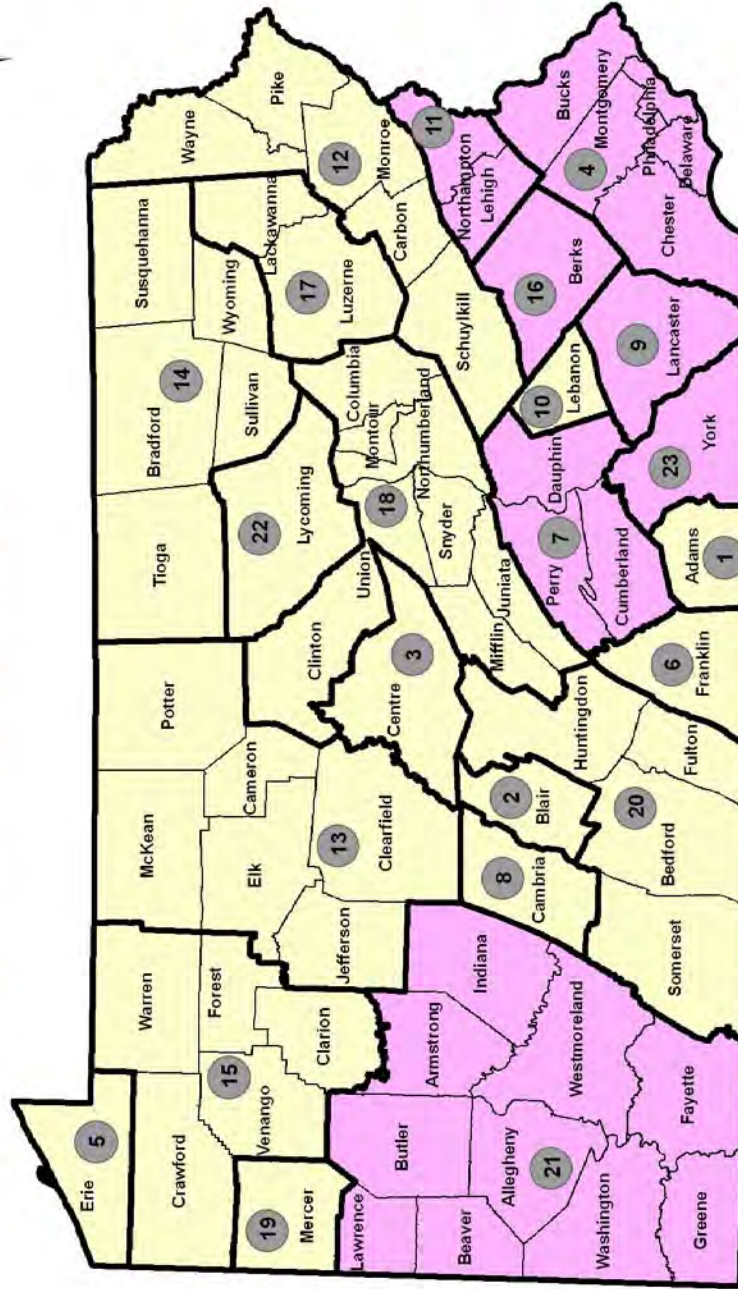 Erie
5
Crawford
Warren
McKean
Potter
Tioga
Bradford
14
Susquehanna
Wayne
Pike
Mercer
19
Venango
15
Forest
Clarion
Elk
Cameron
Jefferson
Clearfield
13
Clinton
Lycoming
22
Sullivan
Wyoming
Lackawanna
Luzerne
17
Monroe
12
Carbon
Columbia
Montour
Northumberland
Union
18
Snyder
Centre
3
Mifflin
Juniata
Schuylkill
Northampton
11
Lehigh
Lawrence
Butler
Armstrong
Indiana
Beaver
Allegheny
21
Westmoreland
Cambria
8
Blair
2
Huntingdon
Perry
7
Dauphin
Lebanon
10
Berks
16
Bucks
Montgomery
4
Philadelphia
Delaware
Chester
Lancaster
9
Cumberland
York
23
Adams
1
Franklin
6
Fulton
Bedford
20
Somerset
Fayette
Washington
Greene